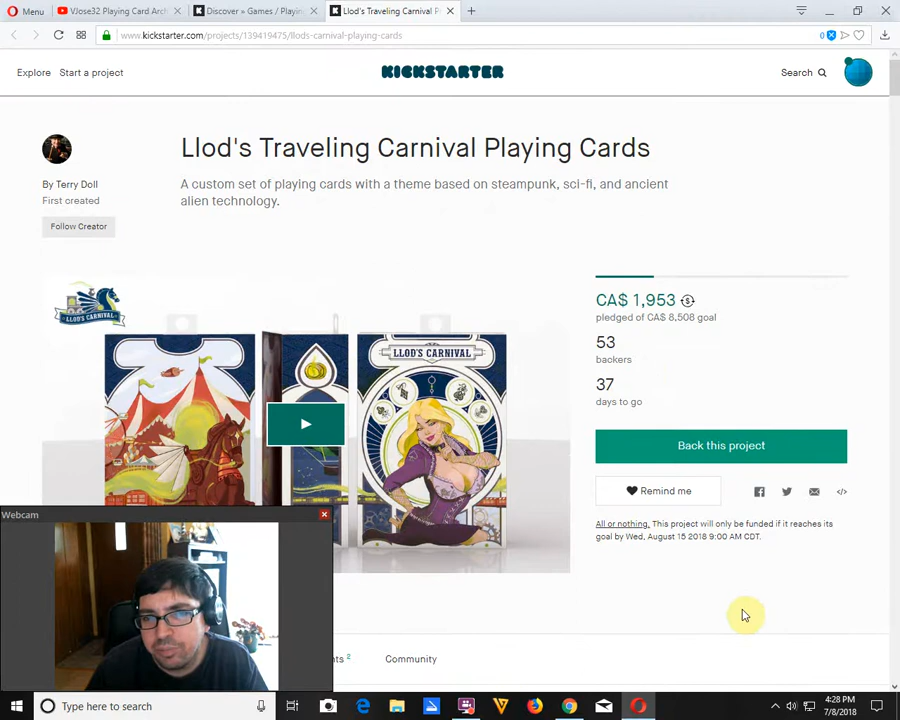 Menu
VJose32 Playing Card Arch
Discover » Games / Playin
Llod's Traveling Carnival P
www.kickstarter.com/projects/139419475/llods-carnival-playing-cards
0
Explore
Start a project
KICKSTARTER
Search
Llod's Traveling Carnival Playing Cards
By Terry Doll
First created
Follow Creator
A custom set of playing cards with a theme based on steampunk, sci-fi, and ancient
alien technology.
LLOD'S CARNIVAL
LLOD'S CARNIVAL
CA$ 1,953
pledged of CA$ 8,508 goal
53
backers
37
days to go
Back this project
Remind me
All or nothing. This project will only be funded if it reaches its
goal by Wed, August 15 2018 9:00 AM CDT.
Webcam
nts 2
Community
Type here to search
4:28 PM
7/8/2018